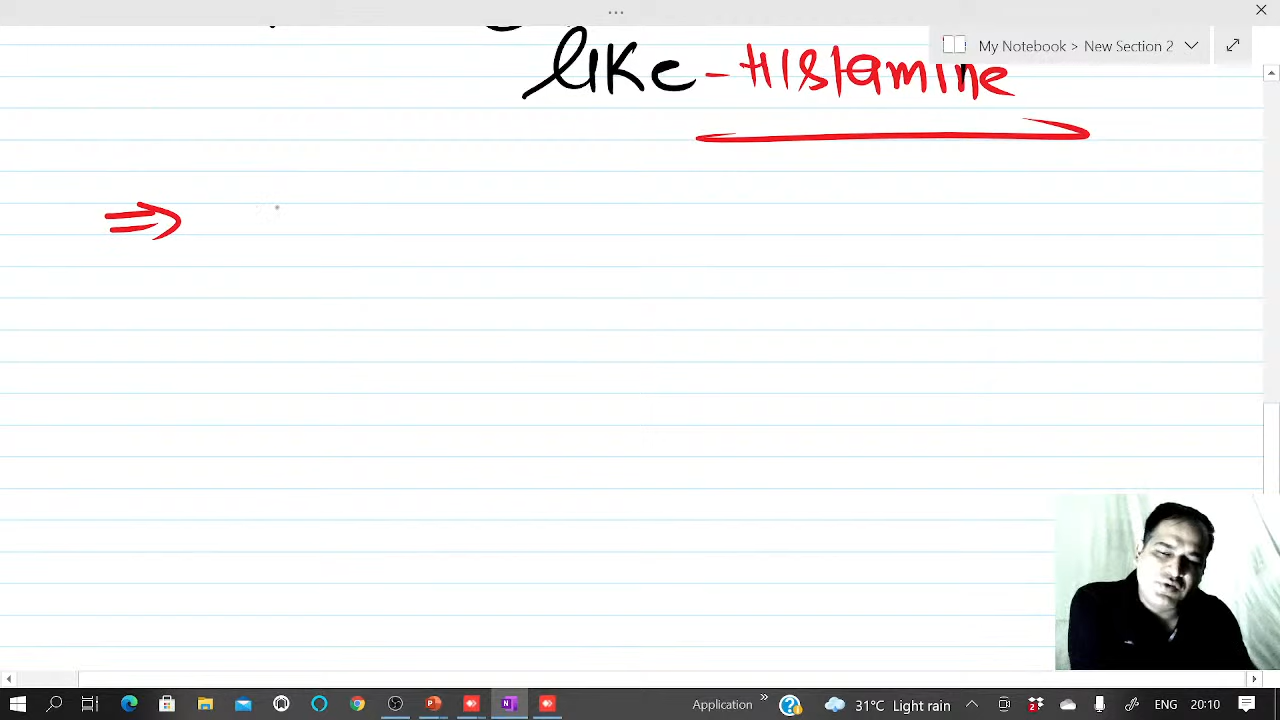 My Notebook > New Section 2
like - Histamine
⇒
Application
31°C Light rain
ENG
20:10